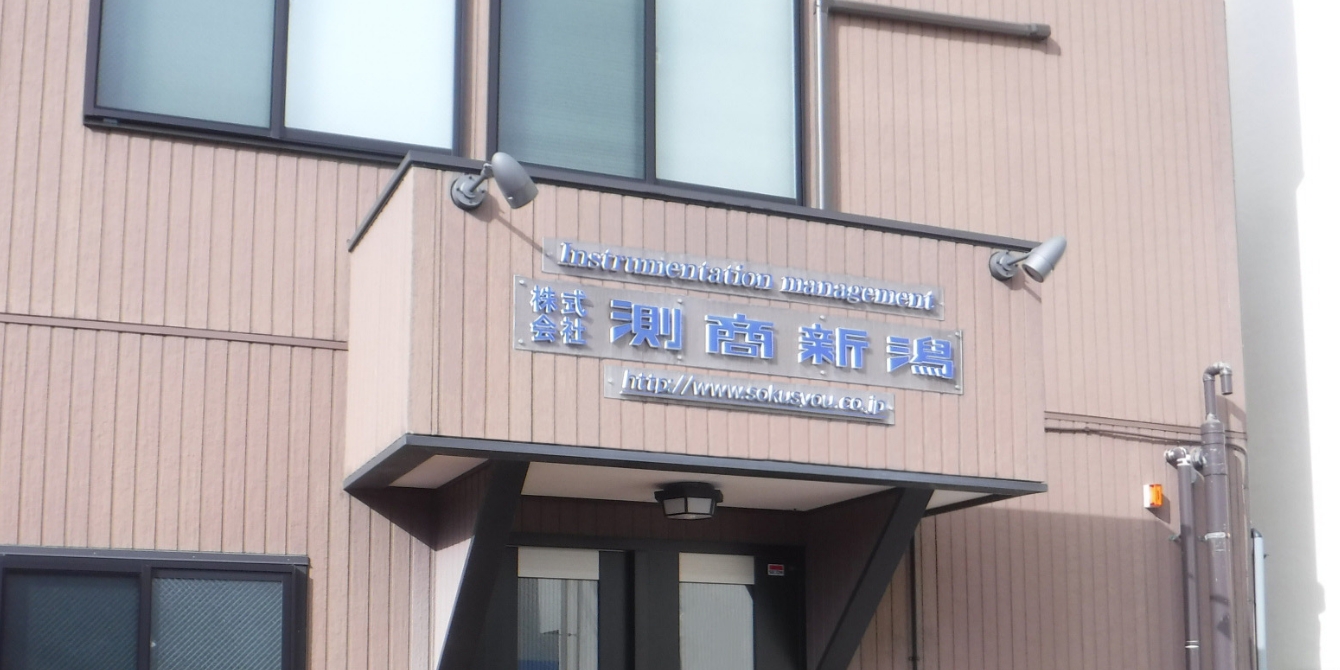 Instrumentation management
株式会社 測商新潟
http://www.sokusyou.co.jp